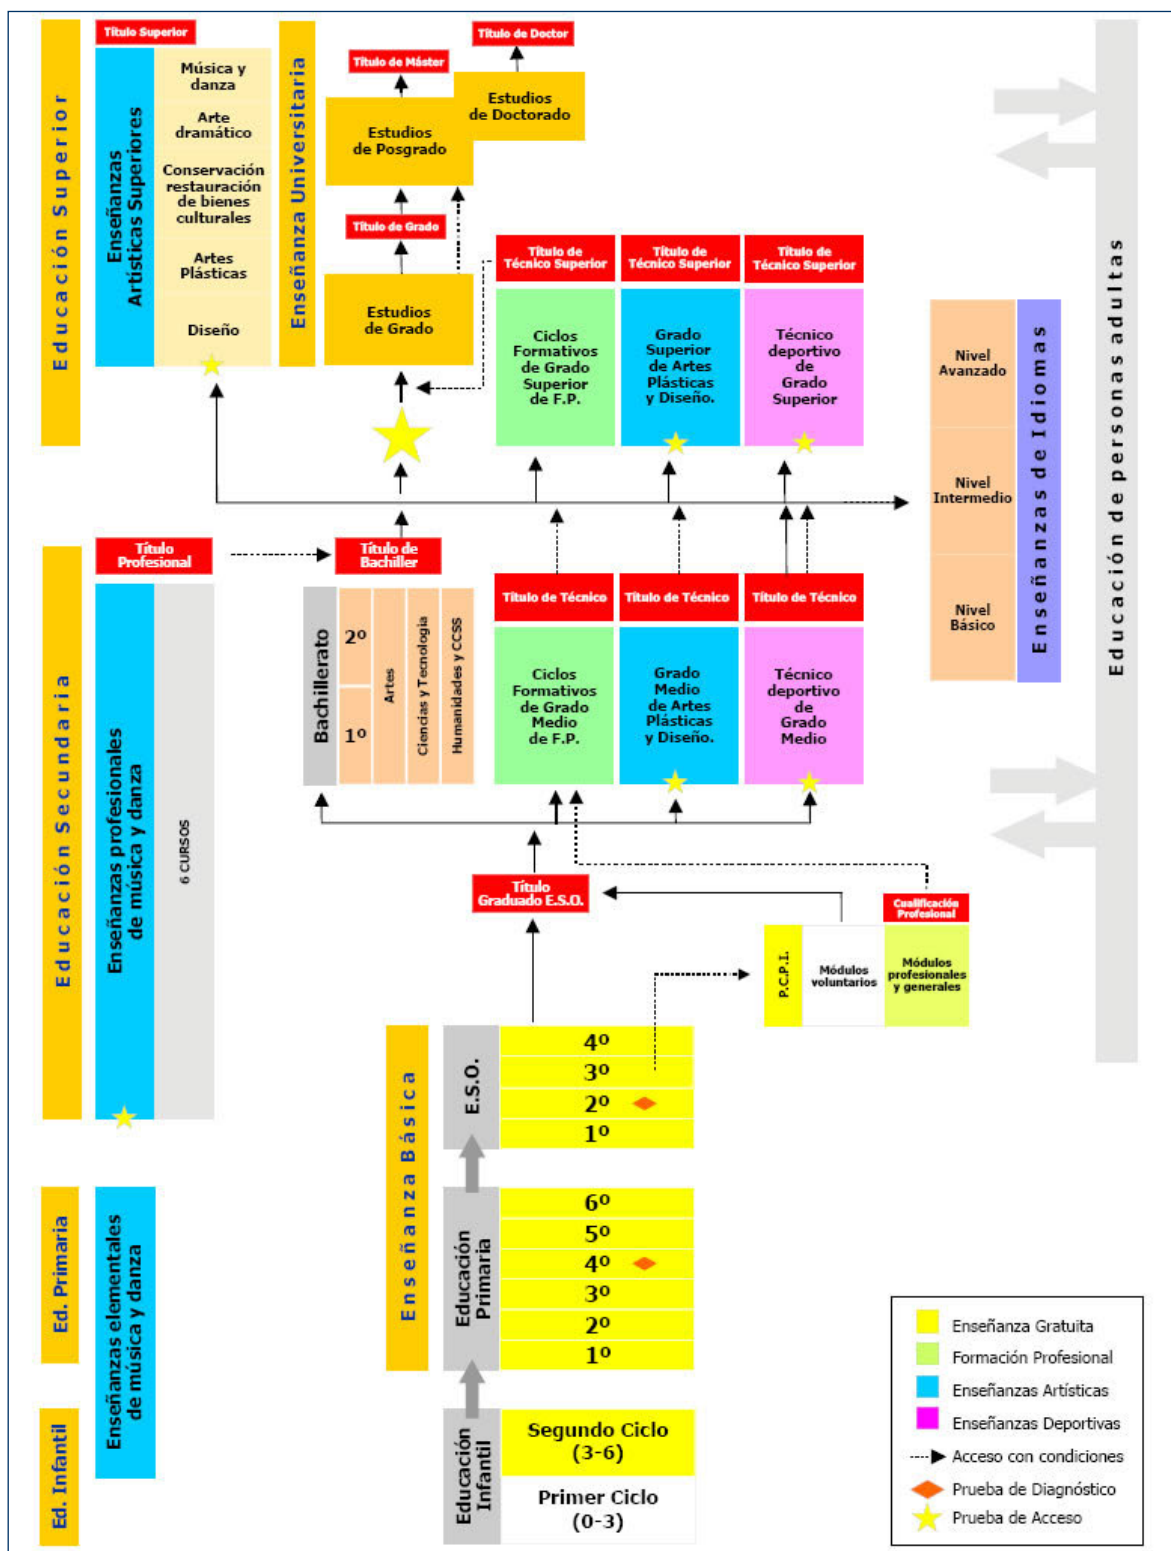 Educación Superior
Título Superior
Enseñanzas
Artísticas Superiores
Música y
danza
Arte
dramático
Conservación
restauración
de bienes
culturales
Artes
Plásticas
Diseño
Enseñanza Universitaria
Título de Doctor
Título de Máster
Estudios
de Doctorado
Estudios
de Posgrado
Título de Grado
Estudios
de Grado
Título de
Técnico Superior
Título de
Técnico Superior
Título de
Técnico Superior
Ciclos
Formativos
de Grado
Superior
de F.P.
Grado
Superior
de Artes
Plásticas
y Diseño.
Técnico
deportivo
de
Grado
Superior
Nivel
Avanzado
Nivel
Intermedio
Nivel
Básico
Enseñanzas de Idiomas
Educación de personas adultas
Educación Secundaria
Título
Profesional
Enseñanzas profesionales
de música y danza
6 CURSOS
Título de
Bachiller
Bachillerato
2º
1º
Artes
Ciencias y Tecnología
Humanidades y CCSS
Título de Técnico
Título de Técnico
Título de Técnico
Ciclos
Formativos
de Grado
Medio
de F.P.
Grado
Medio
de Artes
Plásticas
y Diseño.
Técnico
deportivo
de
Grado
Medio
Título
Graduado E.S.O.
Cualificación
Profesional
P.C.P.I.
Módulos
voluntarios
Módulos
profesionales
y generales
Enseñanza Básica
E.S.O.
4º
3º
2º
1º
Ed. Primaria
Enseñanzas elementales
de música y danza
Educación
Primaria
6º
5º
4º
3º
2º
1º
Ed. Infantil
Educación
Infantil
Segundo Ciclo
(3-6)
Primer Ciclo
(0-3)
Enseñanza Gratuita
Formación Profesional
Enseñanzas Artísticas
Enseñanzas Deportivas
Acceso con condiciones
Prueba de Diagnóstico
Prueba de Acceso